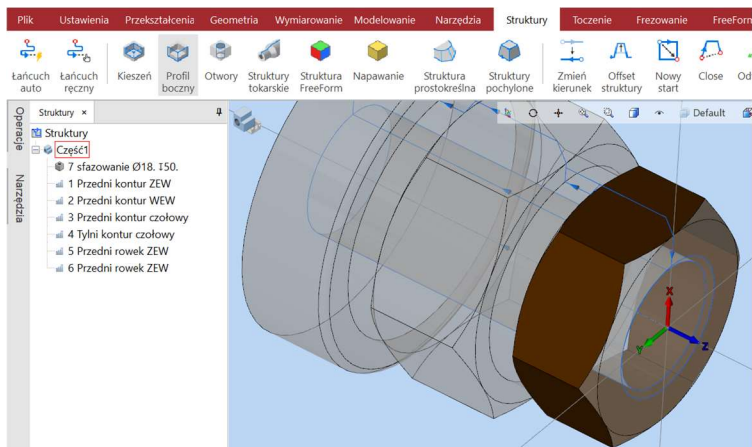 Plik Ustawienia Przekształcenia Geometria Wymiarowanie Modelowanie Narzędzia Struktury Toczenie Frezowanie FreeForm
Łańcuch auto
Łańcuch ręczny
Kieszeń
Profil boczny
Otwory
Struktury tokarskie
Struktura FreeForm
Napawanie
Struktura prostokreślna
Struktury pochylone
Zmień kierunek
Offset struktury
Nowy start
Close
Od
Operacje
Narzędzia
Struktury ×
Struktury
Część1
7 sfazowanie Ø18. ↧50.
1 Przedni kontur ZEW
2 Przedni kontur WEW
3 Przedni kontur czołowy
4 Tylni kontur czołowy
5 Przedni rowek ZEW
6 Przedni rowek ZEW
Default
X
Y
Z